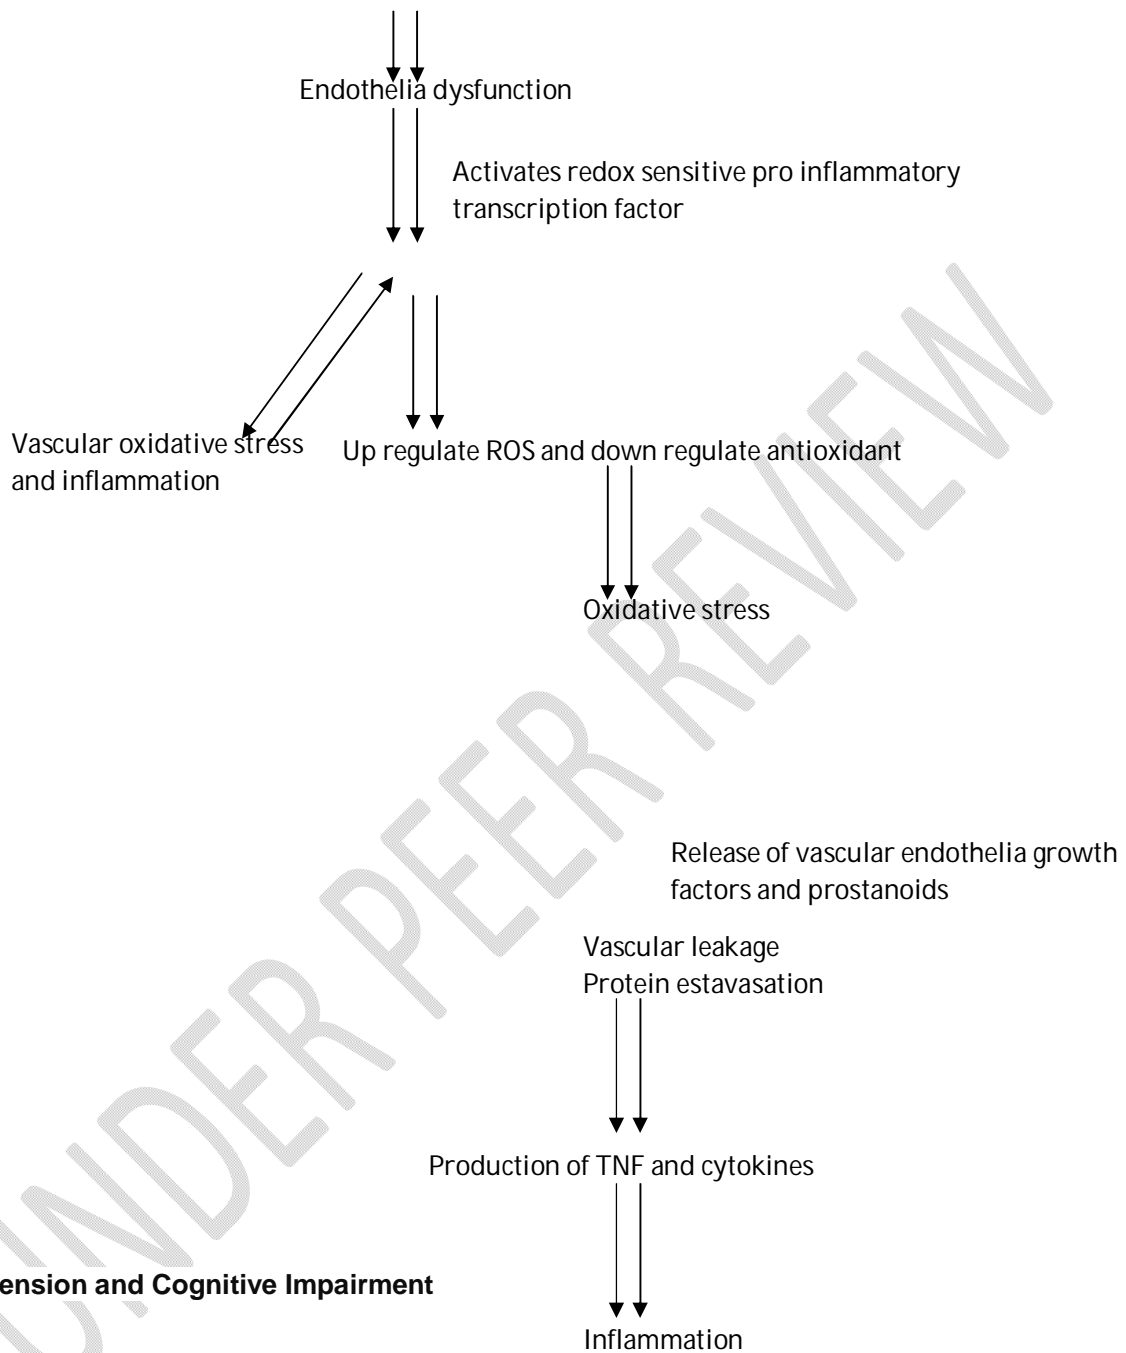 Endothelia dysfunction
Activates redox sensitive pro inflammatory
transcription factor
Vascular oxidative stress
and inflammation
Up regulate ROS and down regulate antioxidant
Oxidative stress
Release of vascular endothelia growth
factors and prostanoids
Vascular leakage
Protein estavasation
Production of TNF and cytokines
ension and Cognitive Impairment
Inflammation
UNDER PEER REVIEW